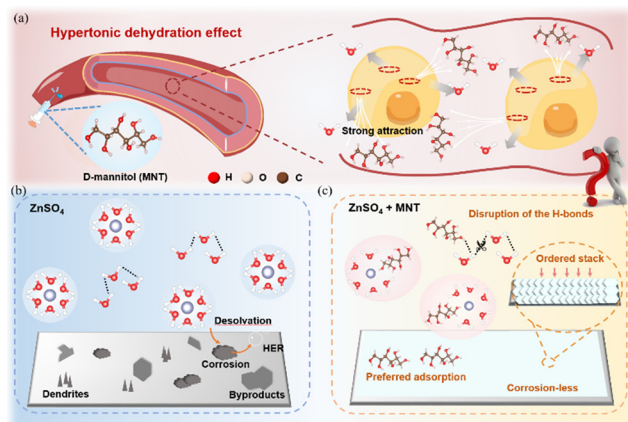 (a)
Hypertonic dehydration effect
Strong attraction
D-mannitol (MNT)
H
O
C
(b)
ZnSO4
Desolvation
HER
Corrosion
Dendrites
Byproducts
(c)
ZnSO4 + MNT
Disruption of the H-bonds
Ordered stack
Preferred adsorption
Corrosion-less